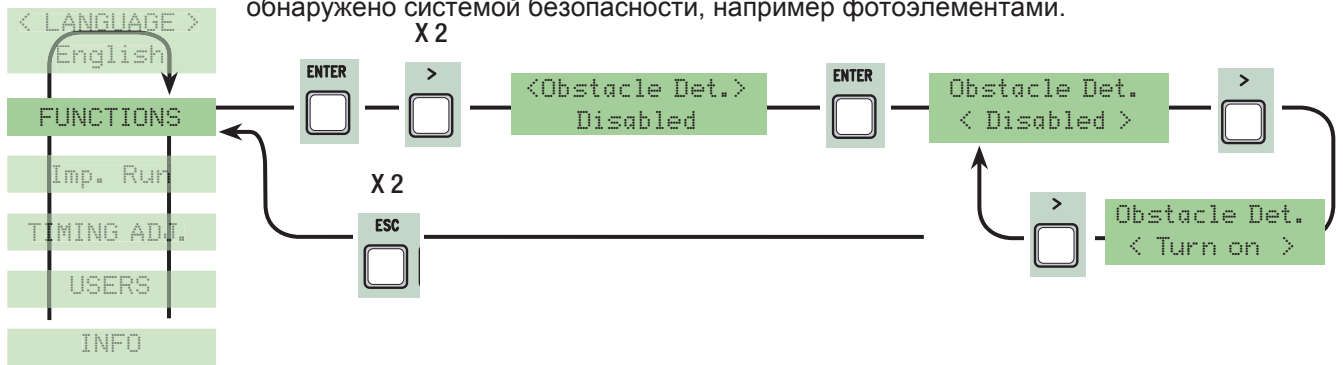 обнаружено системой безопасности, например фотоэлементами.
< LANGUAGE >
English
FUNCTIONS
Imp. Run
TIMING ADJ.
USERS
INFO
X 2
ENTER
>
<Obstacle Det.>
Disabled
ENTER
Obstacle Det.
< Disabled >
>
X 2
ESC
>
Obstacle Det.
< Turn on >